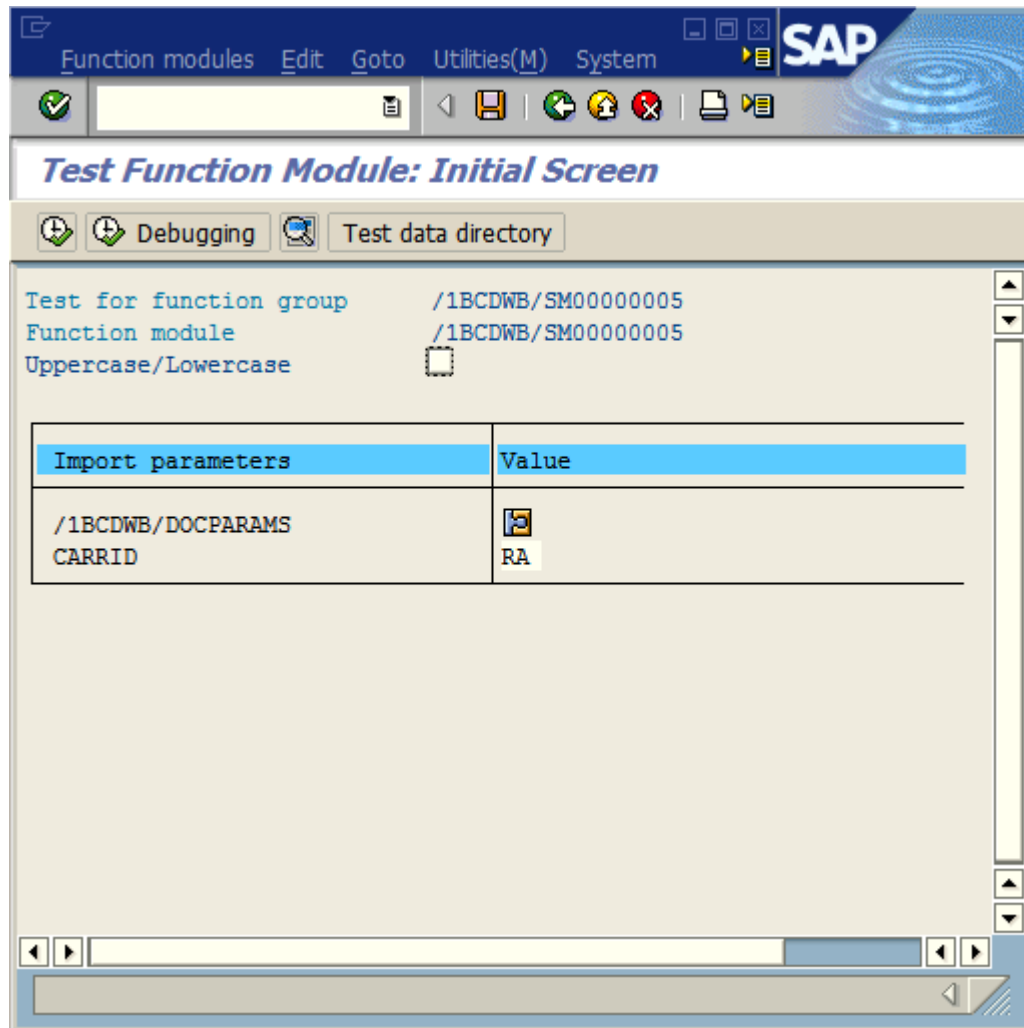 Function modules Edit Goto Utilities(M) System
SAP
Test Function Module: Initial Screen
Debugging Test data directory
Test for function group /1BCDWB/SM00000005
Function module /1BCDWB/SM00000005
Uppercase/Lowercase
Import parameters Value
/1BCDWB/DOCPARAMS
CARRID RA